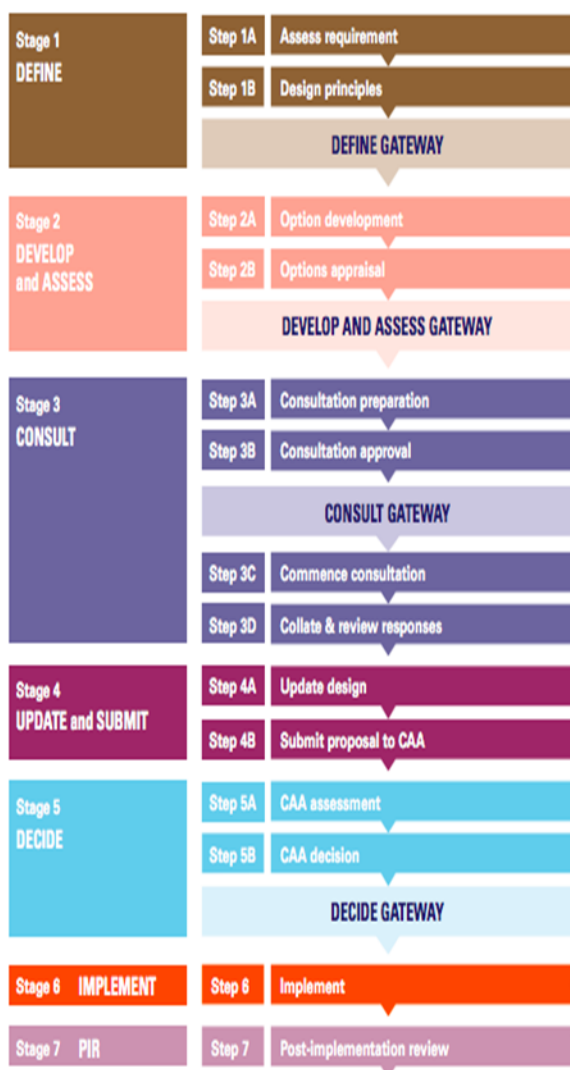 Stage 1
DEFINE
Step 1A Assess requirement
Step 1B Design principles
DEFINE GATEWAY
Stage 2
DEVELOP
and ASSESS
Step 2A Option development
Step 2B Options appraisal
DEVELOP AND ASSESS GATEWAY
Stage 3
CONSULT
Step 3A Consultation preparation
Step 3B Consultation approval
CONSULT GATEWAY
Step 3C Commence consultation
Step 3D Collate & review responses
Stage 4
UPDATE and SUBMIT
Step 4A Update design
Step 4B Submit proposal to CAA
Stage 5
DECIDE
Step 5A CAA assessment
Step 5B CAA decision
DECIDE GATEWAY
Stage 6 IMPLEMENT Step 6 Implement
Stage 7 PIR Step 7 Post-implementation review